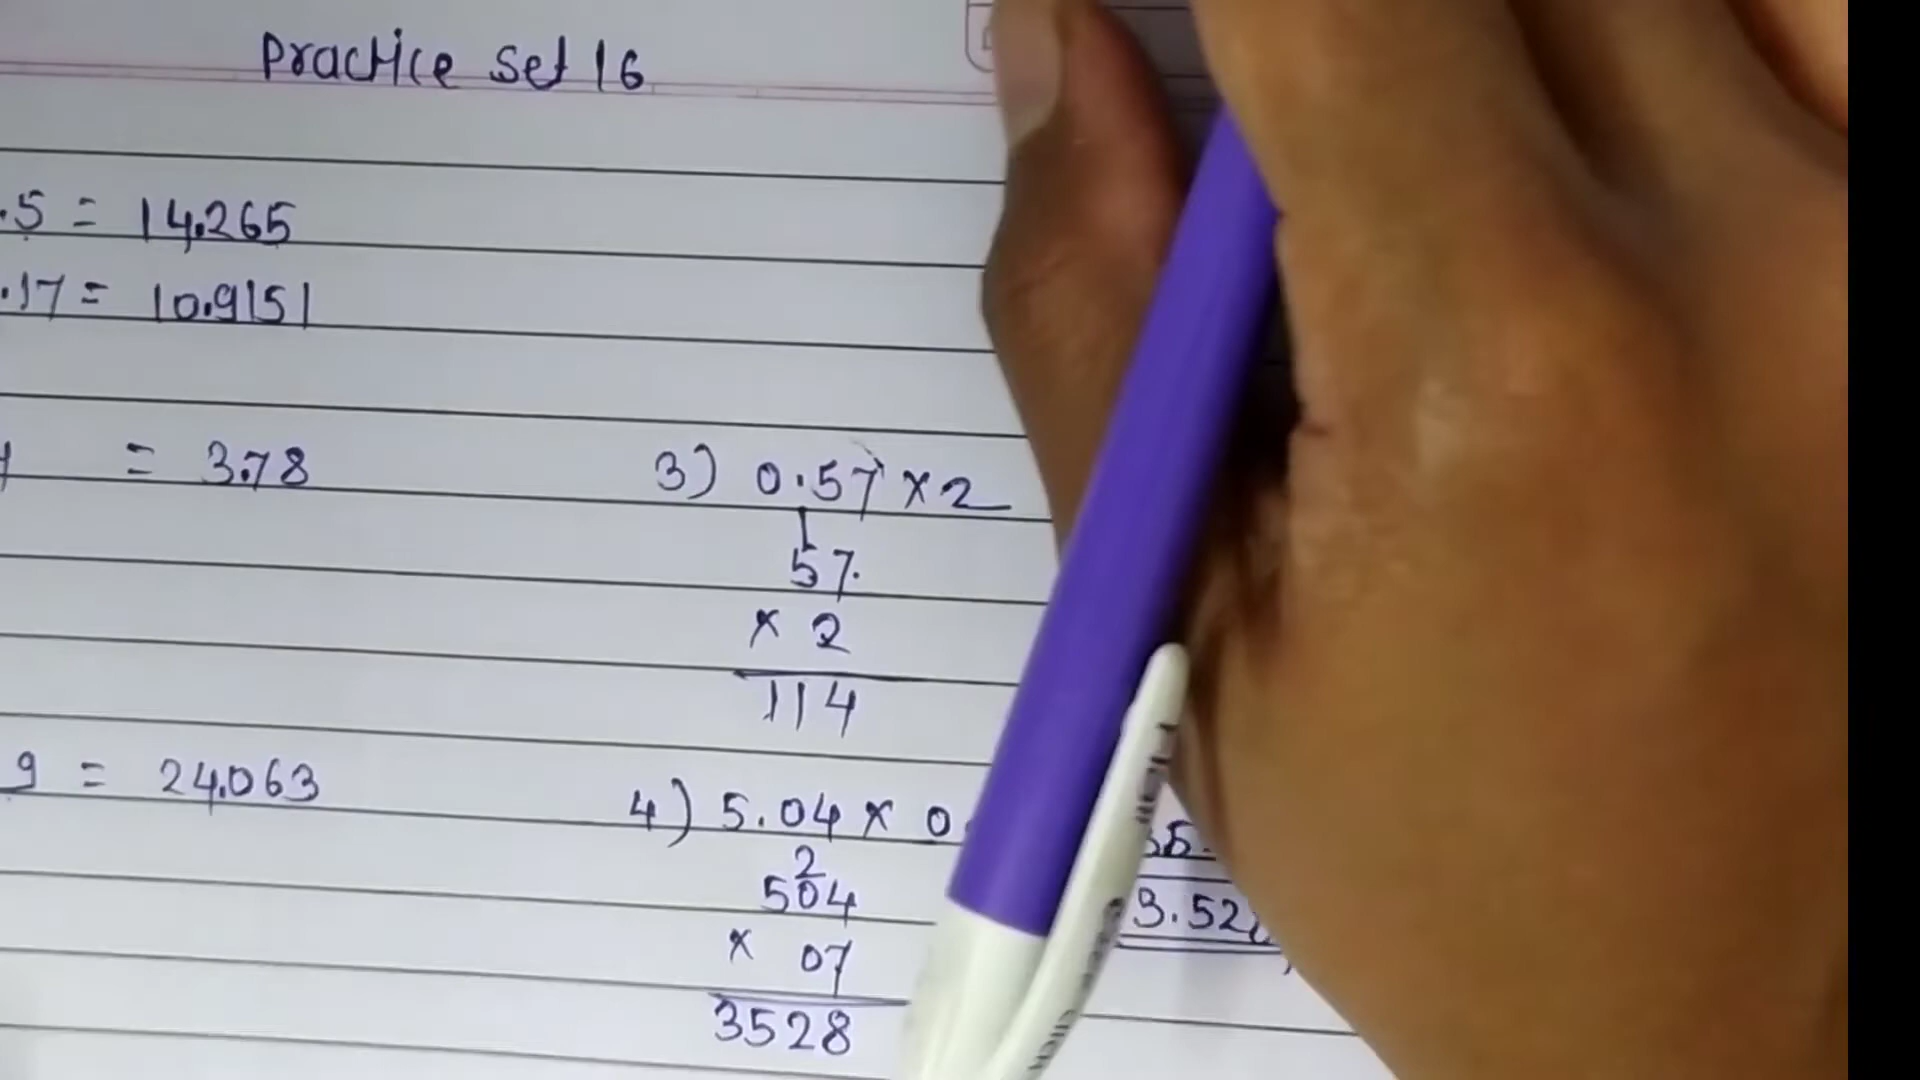 Practice Set 16
.5 = 14.265
.17 = 10.9151
= 3.78
3) 0.57 × 2
57.
× 2
114
9 = 24.063
4) 5.04 × 0.
2
504
× 07
3528
3.52